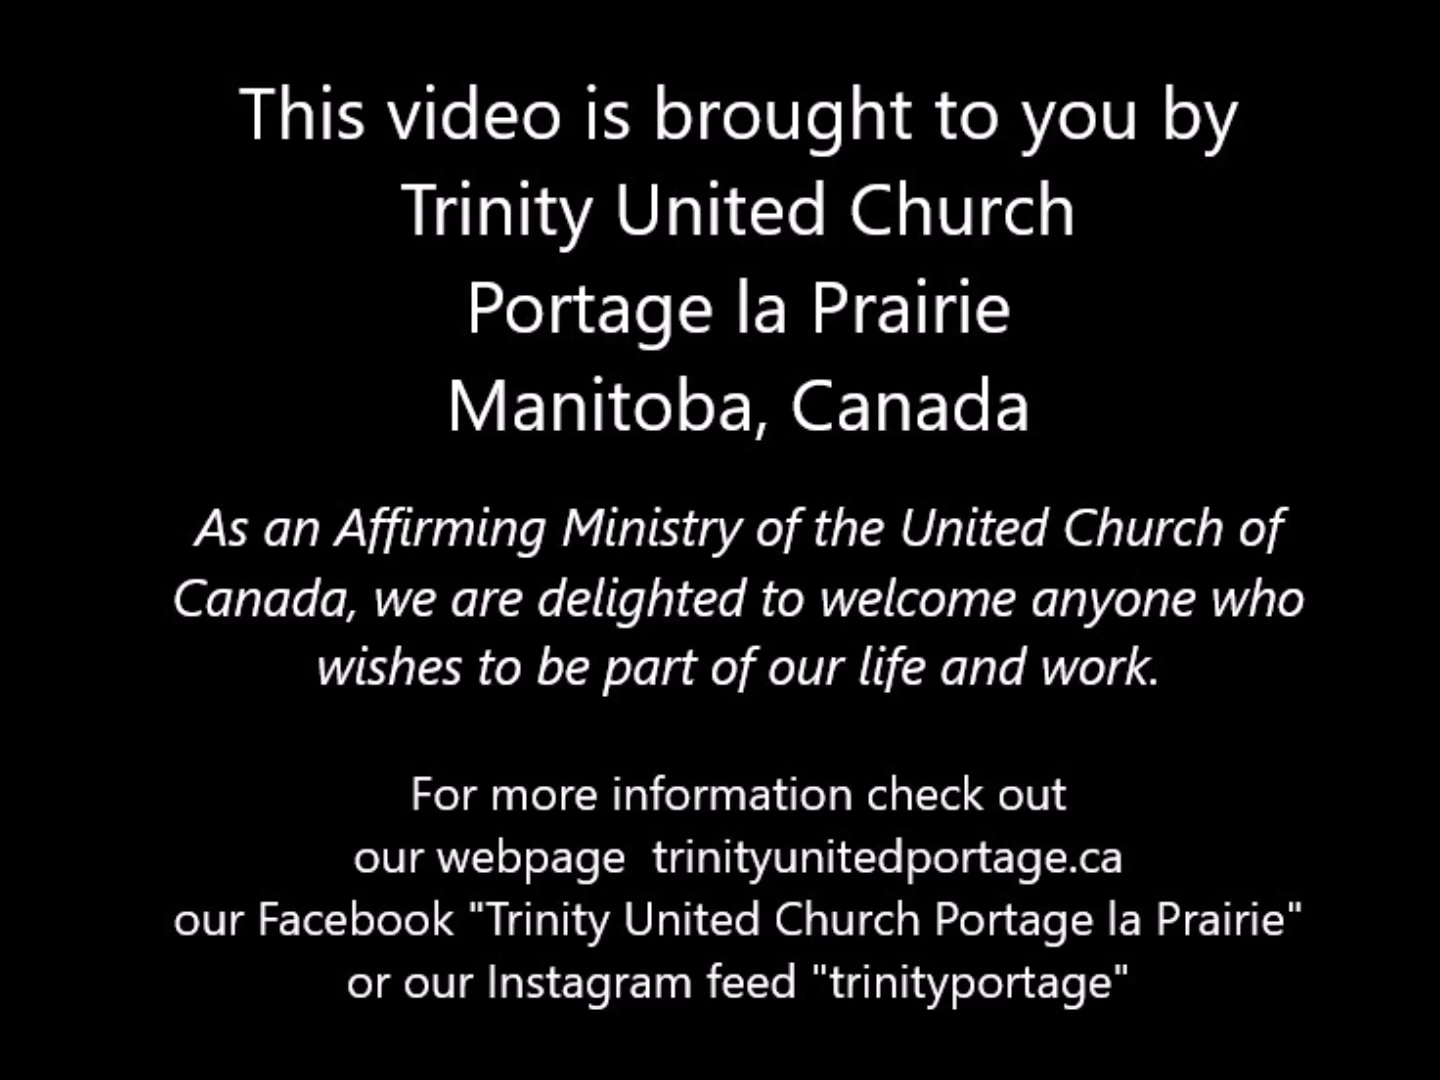 This video is brought to you by
Trinity United Church
Portage la Prairie
Manitoba, Canada
As an Affirming Ministry of the United Church of
Canada, we are delighted to welcome anyone who
wishes to be part of our life and work.
For more information check out
our webpage  trinityunitedportage.ca
our Facebook "Trinity United Church Portage la Prairie"
or our Instagram feed "trinityportage"